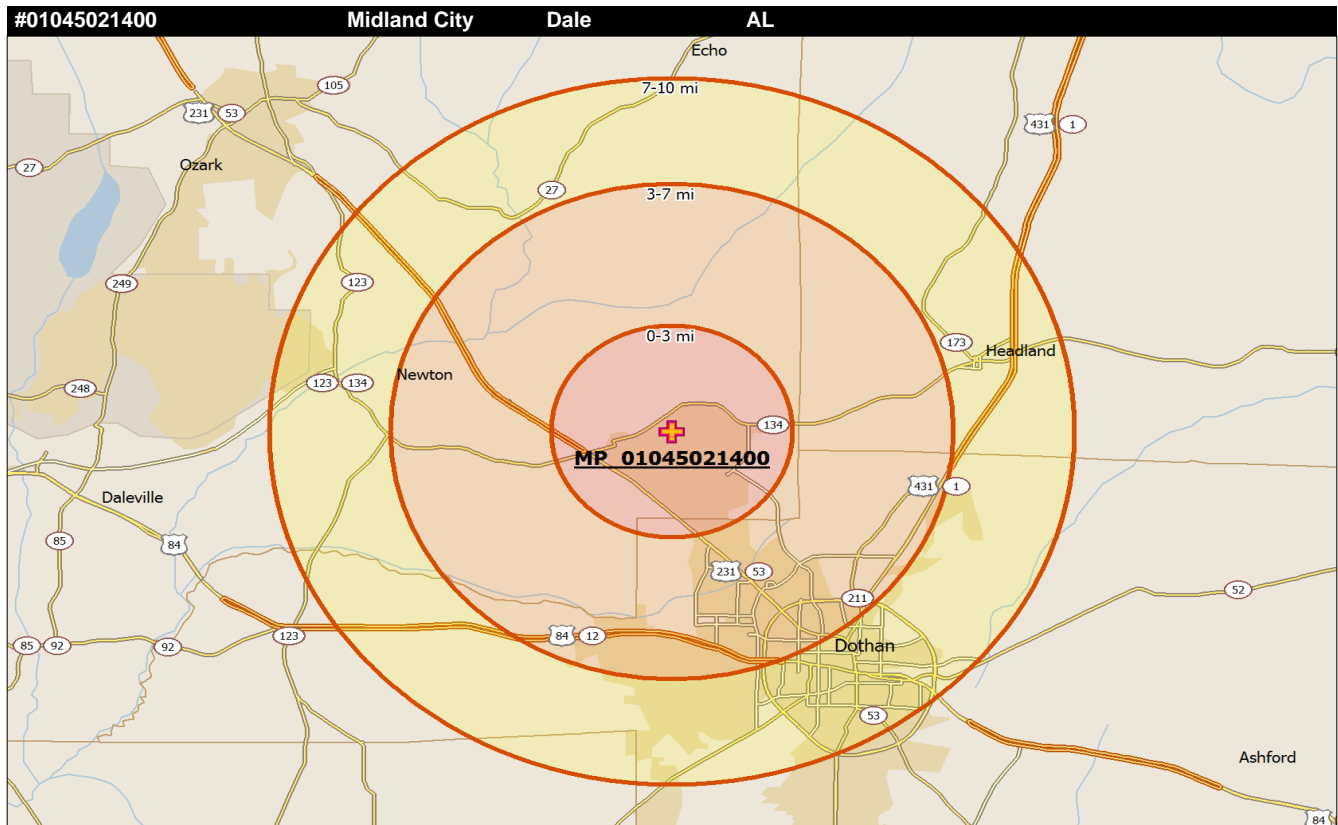 #01045021400 Midland City Dale AL
Echo
7-10 mi
105
231 53
431 1
Ozark
27
27
3-7 mi
249
123
0-3 mi
173
Headland
Newton
123 134
248
134
MP 01045021400
431 1
Daleville
84
85
231 53
52
211
84 12
123
85 92
92
Dothan
53
Ashford
84